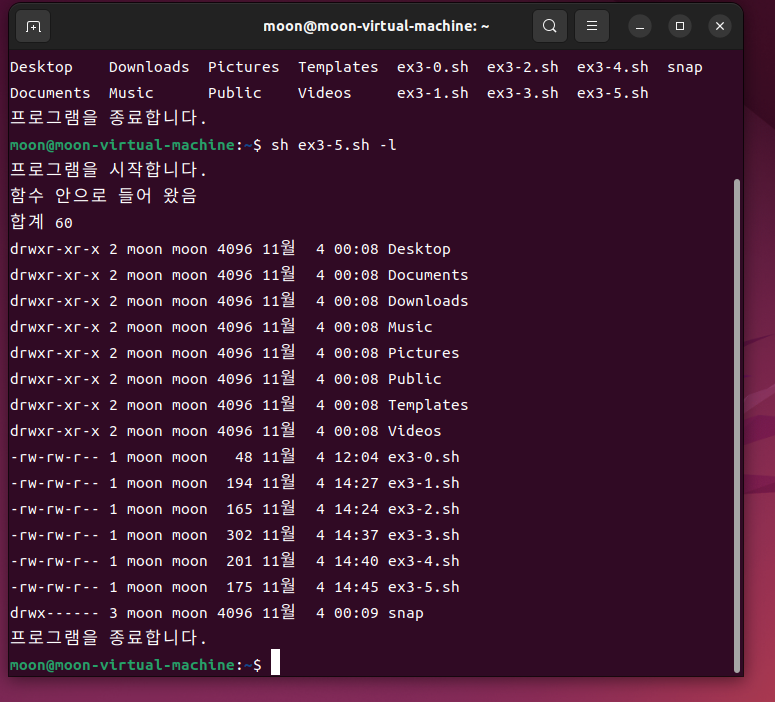 moon@moon-virtual-machine: ~
Desktop    Downloads  Pictures  Templates  ex3-0.sh  ex3-2.sh  ex3-4.sh  snap
Documents  Music      Public    Videos     ex3-1.sh  ex3-3.sh  ex3-5.sh
프로그램을 종료합니다.
moon@moon-virtual-machine:~$ sh ex3-5.sh -l
프로그램을 시작합니다.
함수 안으로 들어 왔음
합계 60
drwxr-xr-x 2 moon moon 4096 11월  4 00:08 Desktop
drwxr-xr-x 2 moon moon 4096 11월  4 00:08 Documents
drwxr-xr-x 2 moon moon 4096 11월  4 00:08 Downloads
drwxr-xr-x 2 moon moon 4096 11월  4 00:08 Music
drwxr-xr-x 2 moon moon 4096 11월  4 00:08 Pictures
drwxr-xr-x 2 moon moon 4096 11월  4 00:08 Public
drwxr-xr-x 2 moon moon 4096 11월  4 00:08 Templates
drwxr-xr-x 2 moon moon 4096 11월  4 00:08 Videos
-rw-rw-r-- 1 moon moon   48 11월  4 12:04 ex3-0.sh
-rw-rw-r-- 1 moon moon  194 11월  4 14:27 ex3-1.sh
-rw-rw-r-- 1 moon moon  165 11월  4 14:24 ex3-2.sh
-rw-rw-r-- 1 moon moon  302 11월  4 14:37 ex3-3.sh
-rw-rw-r-- 1 moon moon  201 11월  4 14:40 ex3-4.sh
-rw-rw-r-- 1 moon moon  175 11월  4 14:45 ex3-5.sh
drwx------ 3 moon moon 4096 11월  4 00:09 snap
프로그램을 종료합니다.
moon@moon-virtual-machine:~$